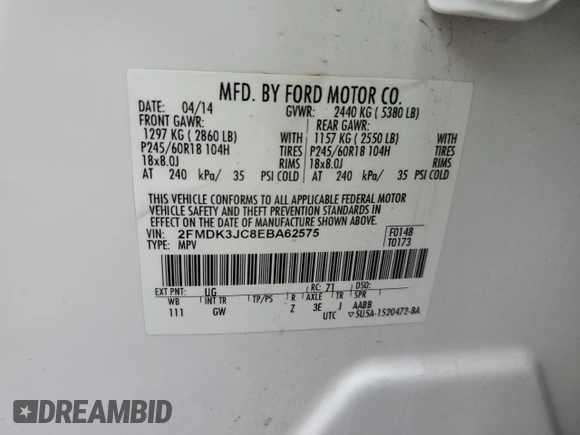 MFD. BY FORD MOTOR CO.
DATE: 04/14 GVWR: 2440 KG ( 5380 LB)
FRONT GAWR: REAR GAWR:
1297 KG ( 2860 LB) WITH 1157 KG ( 2550 LB) WITH
P245/60R18 104H TIRES P245/60R18 104H TIRES
18x8.0J RIMS 18x8.0J RIMS
AT 240 kPa/ 35 PSI COLD AT 240 kPa/ 35 PSI COLD
THIS VEHICLE CONFORMS TO ALL APPLICABLE FEDERAL MOTOR
VEHICLE SAFETY AND THEFT PREVENTION STANDARDS IN
EFFECT ON THE DATE OF MANUFACTURE SHOWN ABOVE.
VIN: 2FMDK3JC8EBA62575 F0148
TYPE: MPV T0173
EXT PNT: UG RC: 71 DSO:
WB INT TR TP/PS R AXLE TR SPR
111 GW Z 3E J AABB
UTC ▽5U5A-1520472-BA
DREAMBID